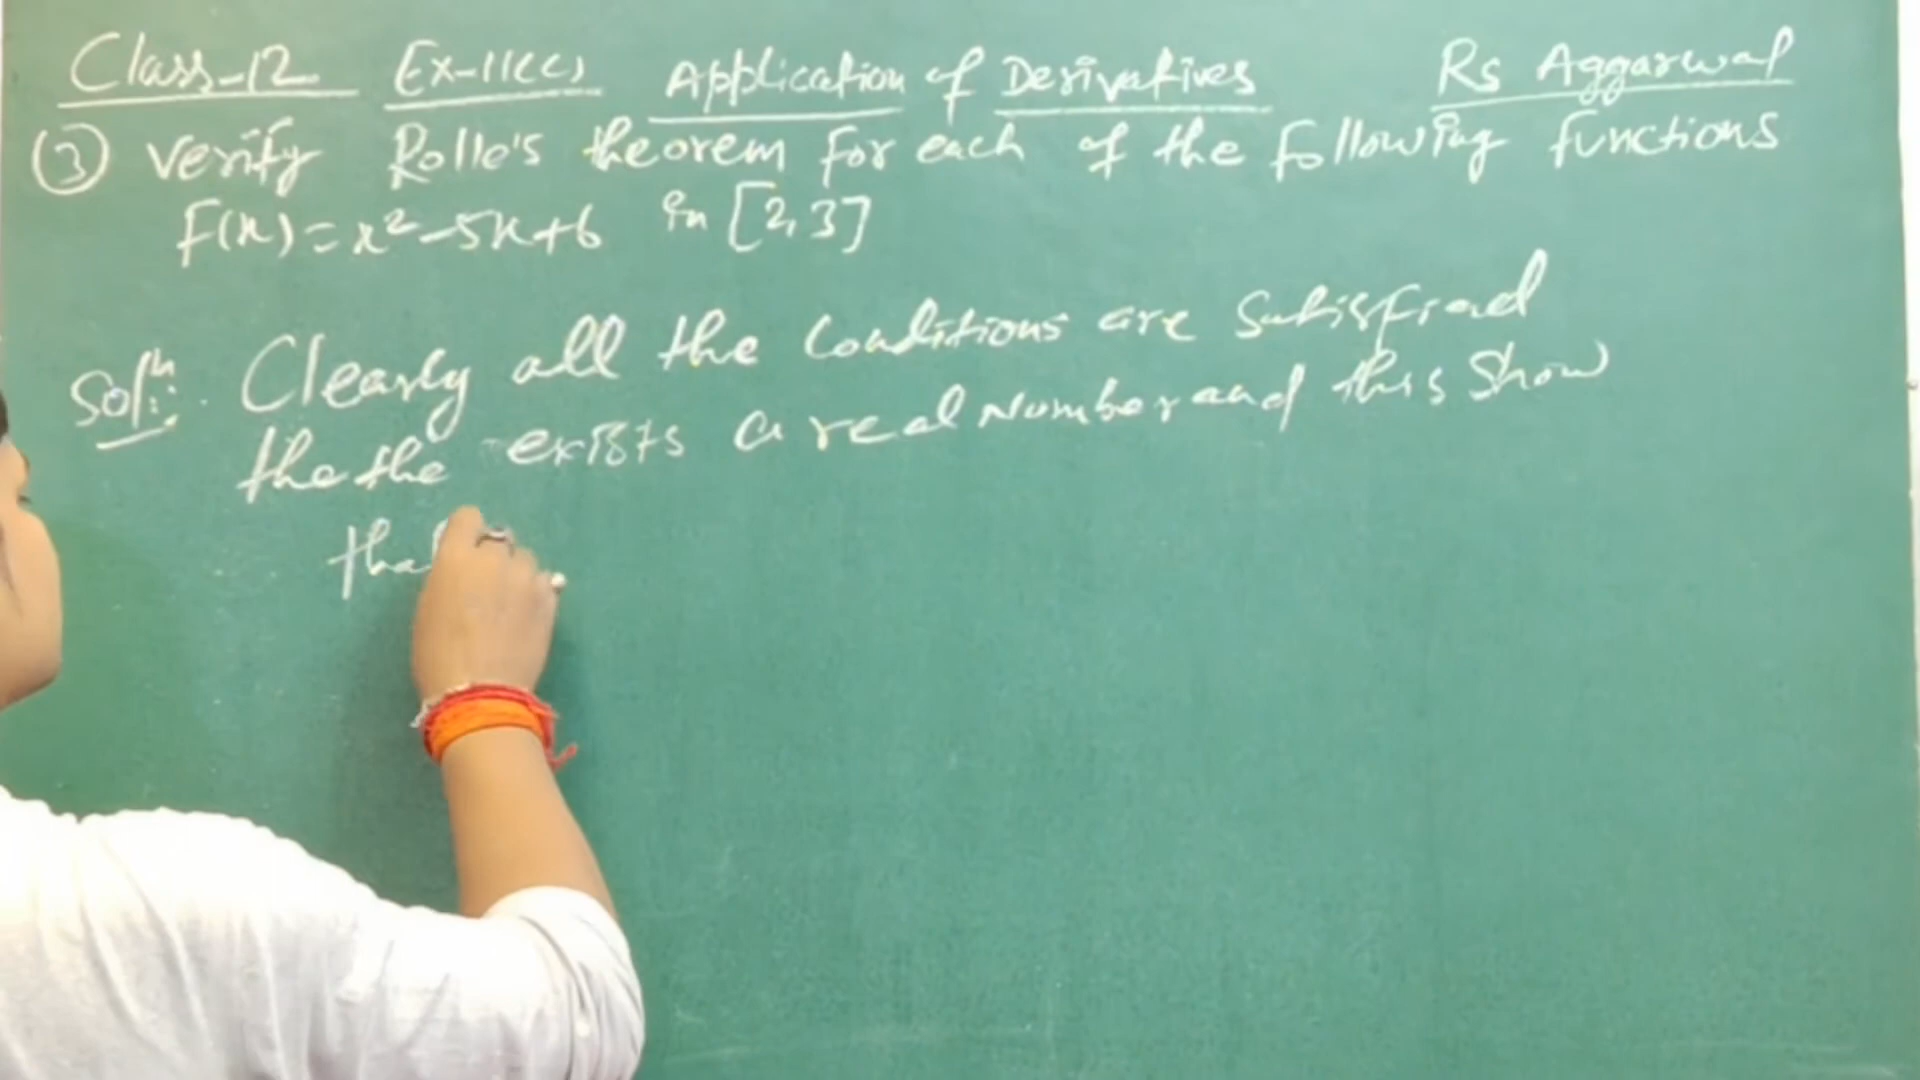 Class-12 Ex-11(C) Application of Derivatives Rs Aggarwal
(3) Verify Rolle's theorem for each of the following functions
F(x)=x²-5x+6 in [2,3]
Solⁿ: Clearly all the Conditions are Satisfied
the the exists a real Number and this Show
tha